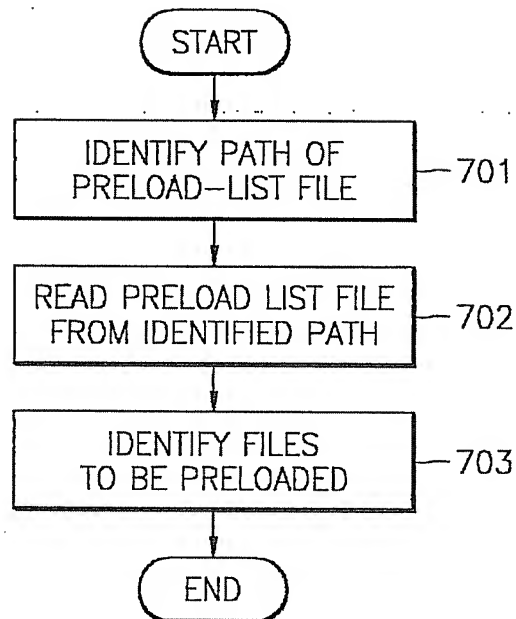 START
IDENTIFY PATH OF
PRELOAD-LIST FILE
701
READ PRELOAD LIST FILE
FROM IDENTIFIED PATH
702
IDENTIFY FILES
TO BE PRELOADED
703
END